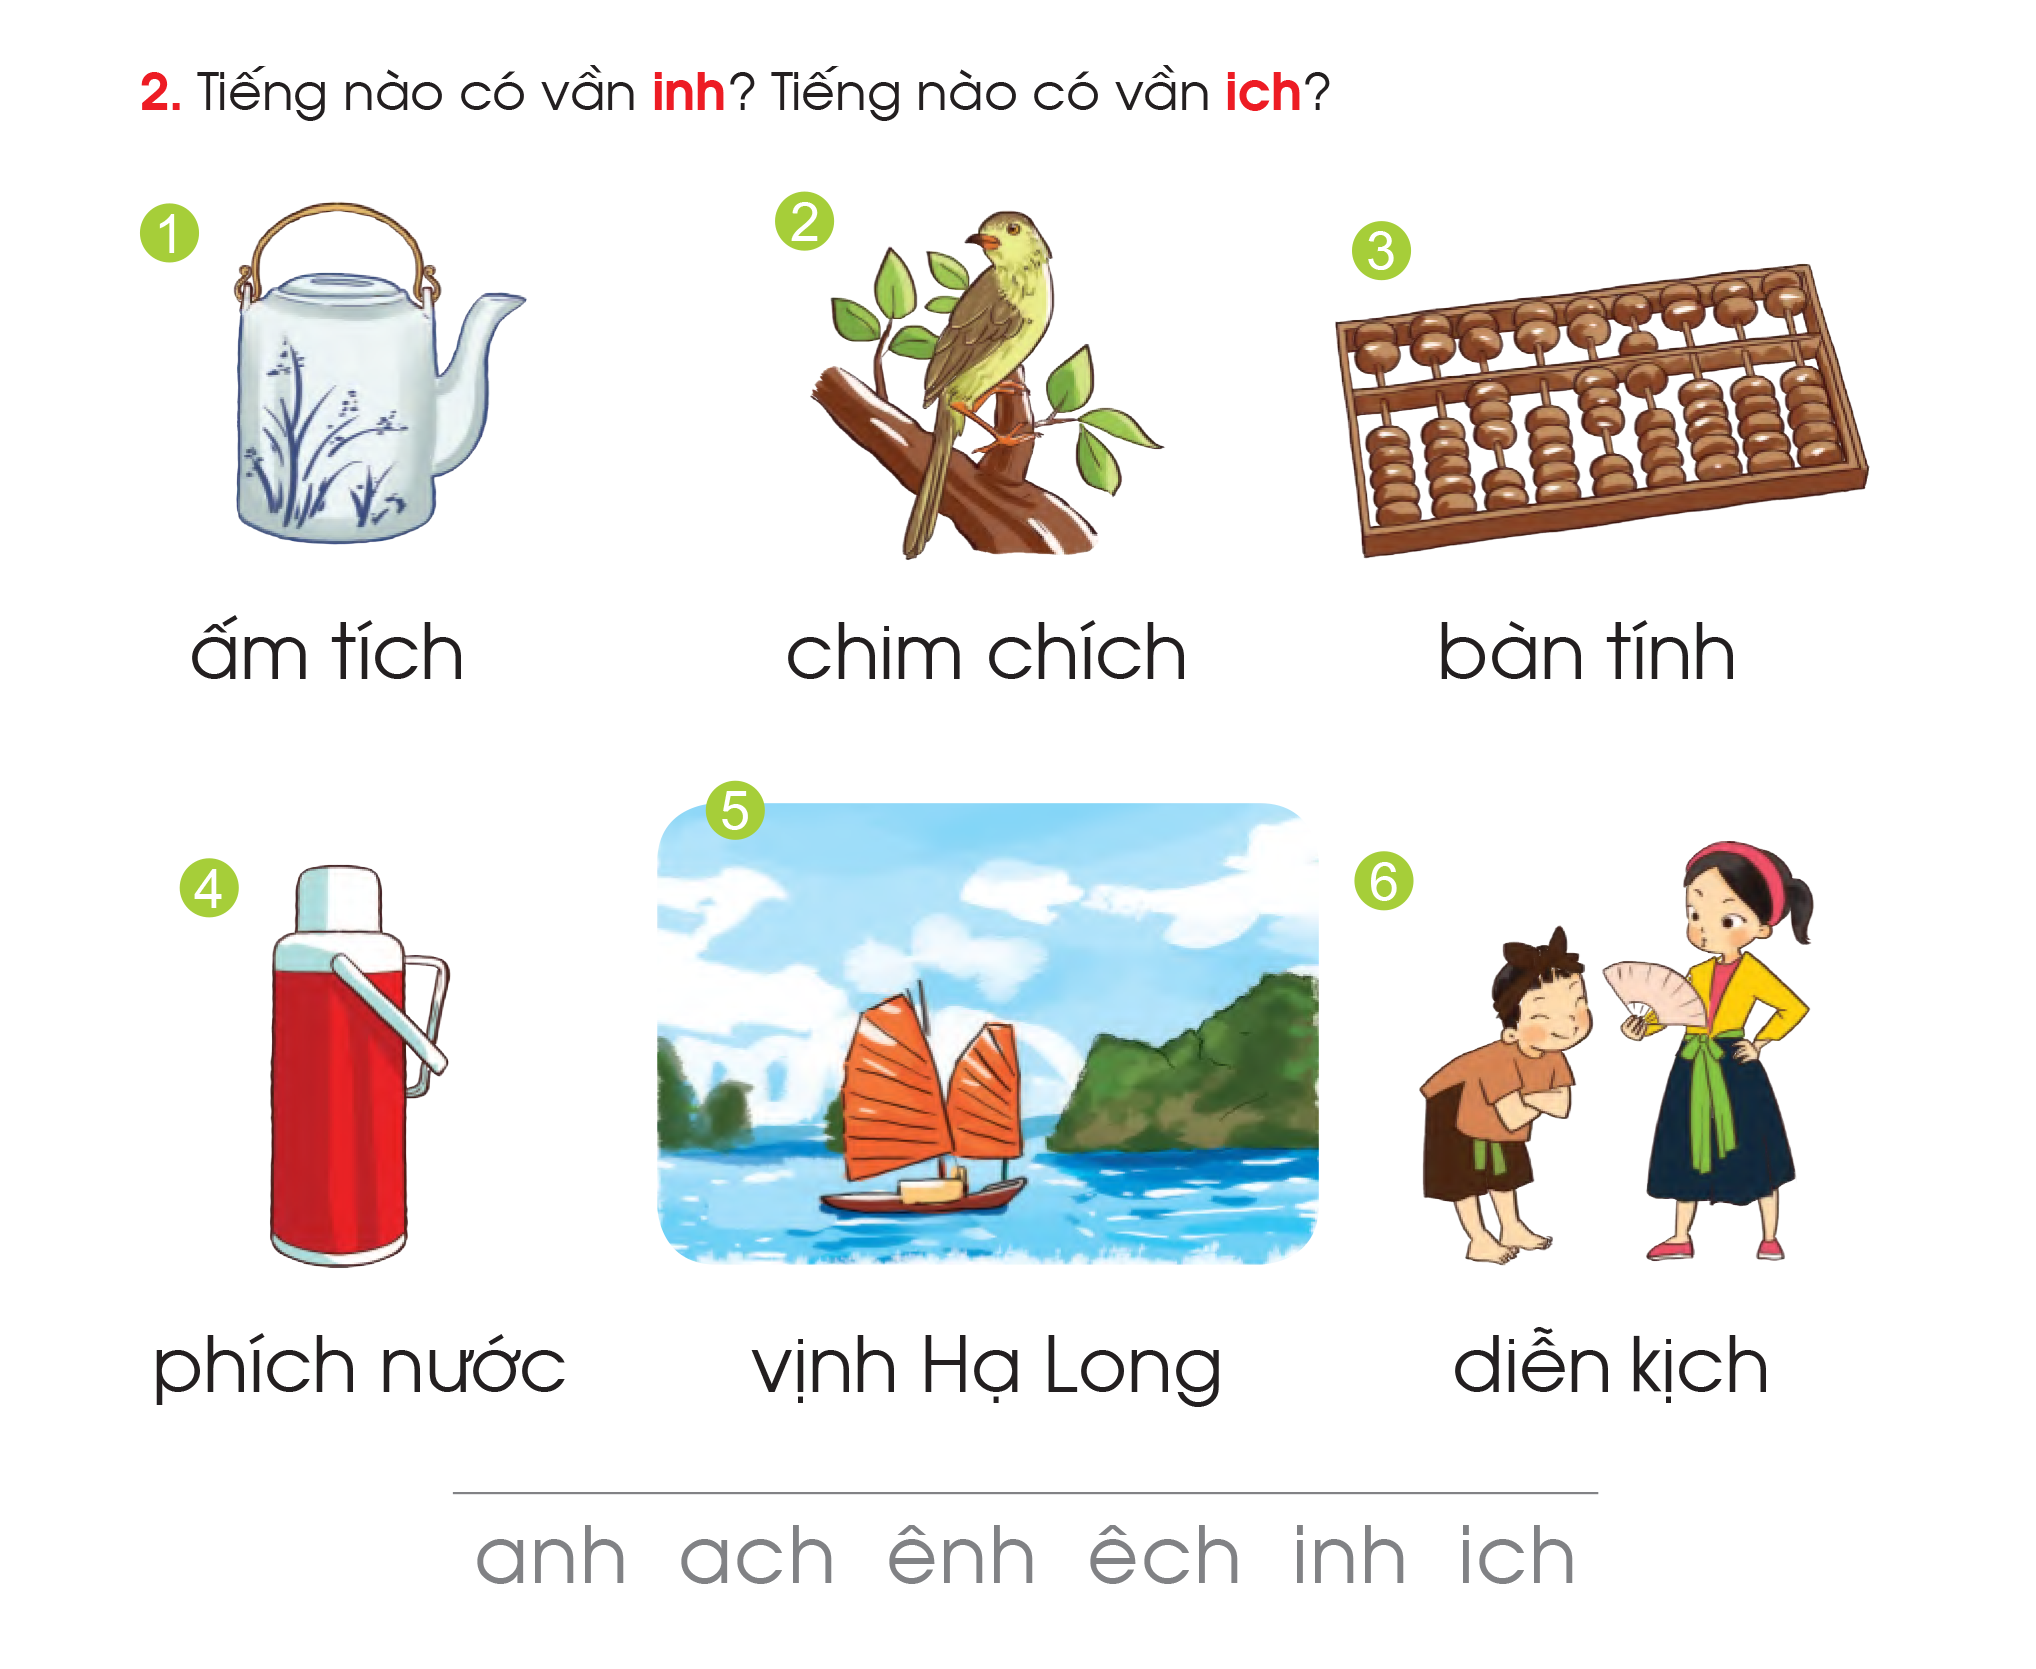 2. Tiếng nào có vần inh? Tiếng nào có vần ich?
1
2
3
ấm tích
chim chích
bàn tính
4
5
6
phích nước
vịnh Hạ Long
diễn kịch
anh ach ênh êch inh ich